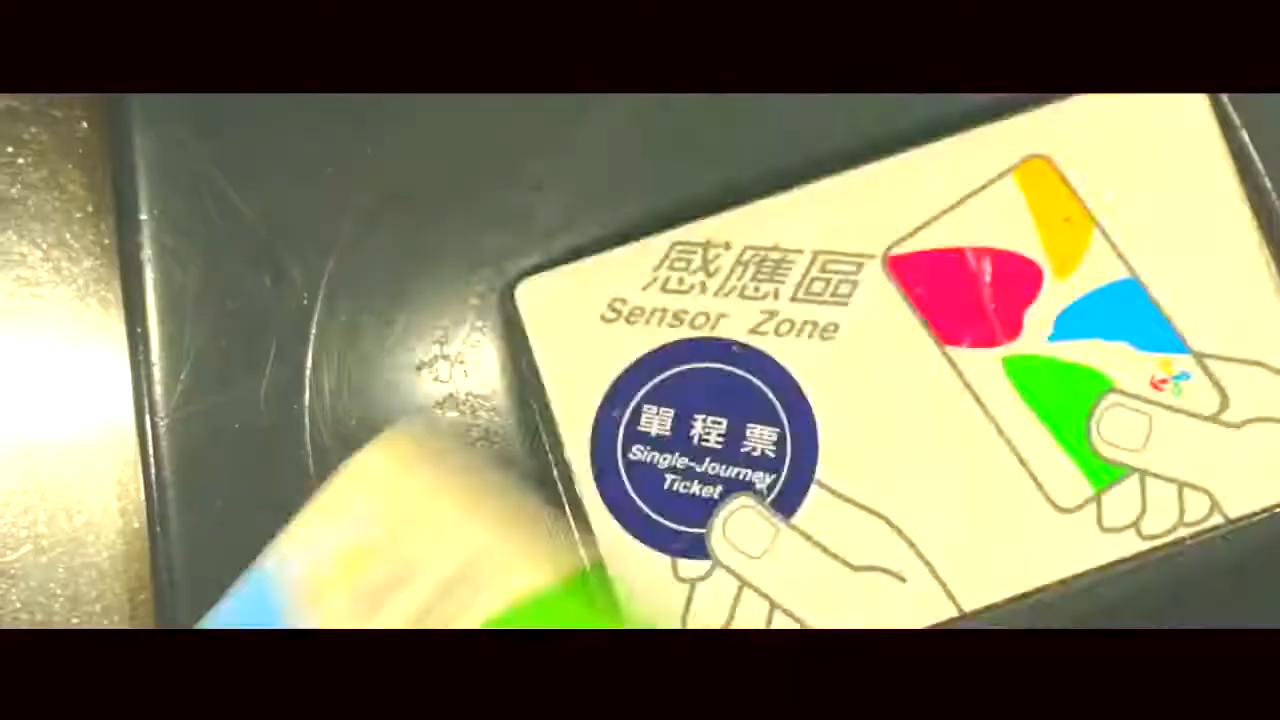 感應區
Sensor Zone
單程票
Single-Journey
Ticket